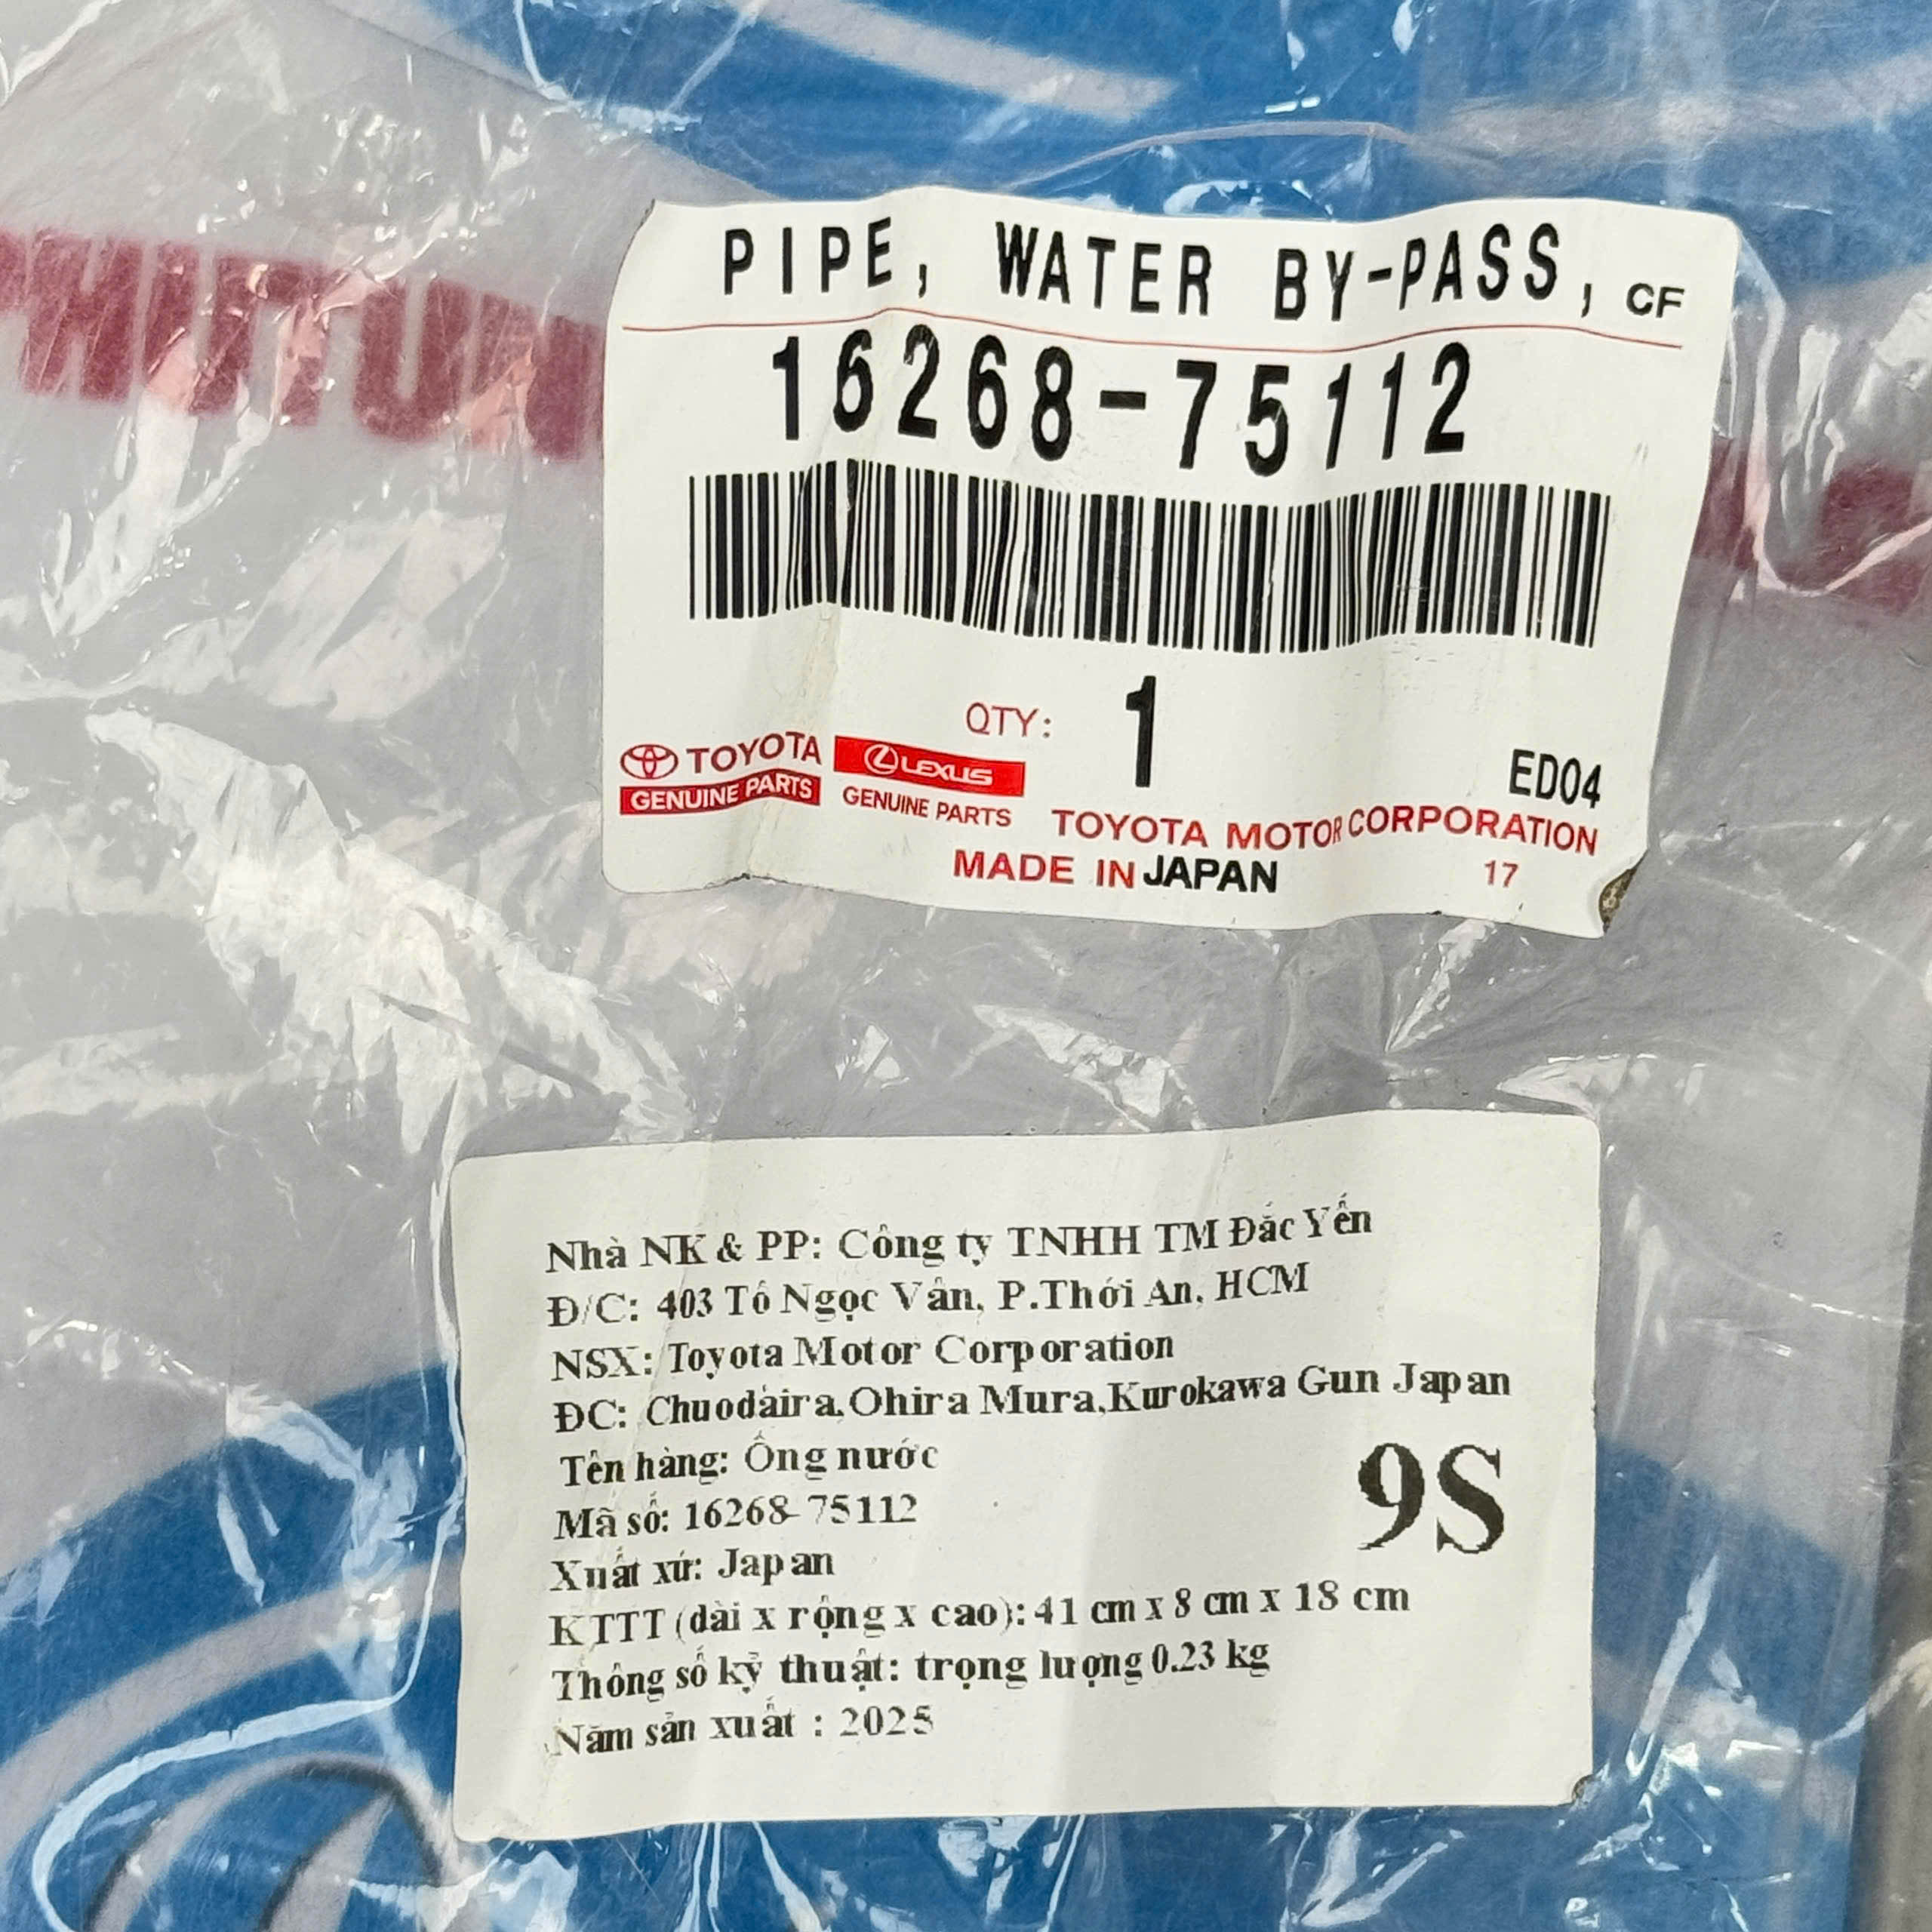 PIPE, WATER BY-PASS, CF
16268-75112
QTY: 1
TOYOTA
GENUINE PARTS
LEXUS
GENUINE PARTS
ED04
TOYOTA MOTOR CORPORATION
MADE IN JAPAN
17
Nhà NK & PP: Công ty TNHH TM Đắc Yến
Đ/C: 403 Tô Ngọc Vân, P.Thới An, HCM
NSX: Toyota Motor Corporation
ĐC: Chuodaira,Ohira Mura,Kurokawa Gun Japan
Tên hàng: Ống nước
Mã số: 16268-75112
9S
Xuất xứ: Japan
KTTT (dài x rộng x cao): 41 cm x 8 cm x 18 cm
Thông số kỹ thuật: trọng lượng 0.23 kg
Năm sản xuất : 2025